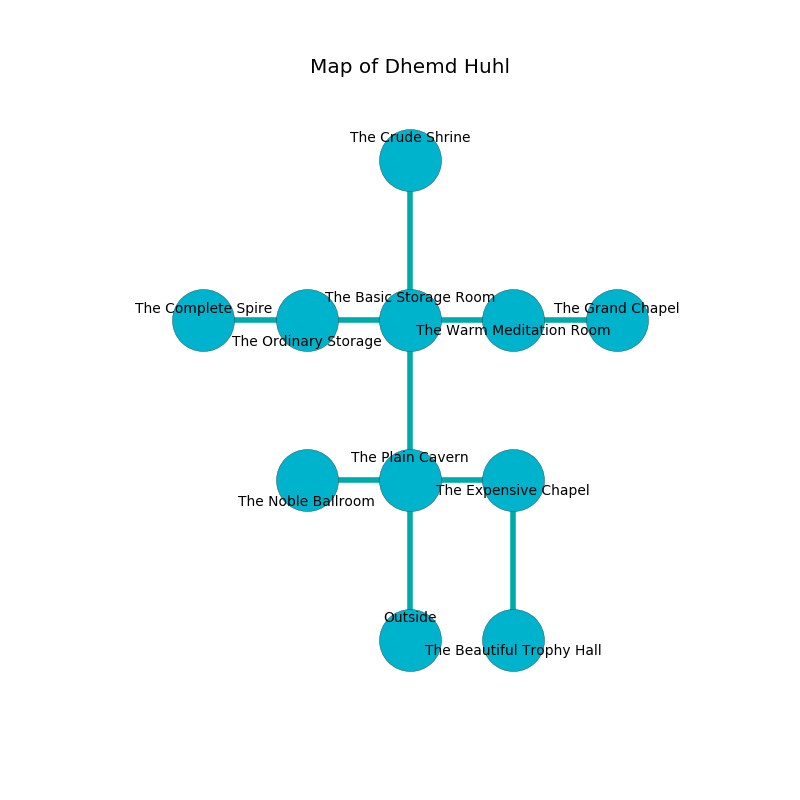 Map of Dhemd Huhl
The Crude Shrine
The Basic Storage Room
The Complete Spire
The Grand Chapel
The Warm Meditation Room
The Ordinary Storage
The Plain Cavern
The Expensive Chapel
The Noble Ballroom
Outside
The Beautiful Trophy Hall